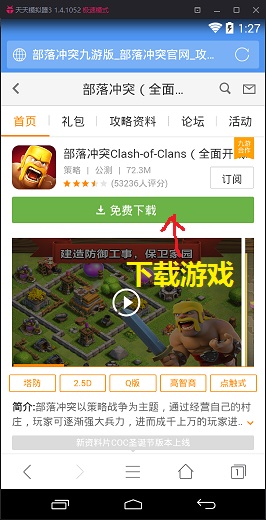 天天模拟器3 1.4.1052 极速模式
1:27
部落冲突九游版_部落冲突官网_攻...
部落冲突（全面...
首页 礼包 攻略资料 论坛 活动
部落冲突Clash-of-Clans（全面开
九游合作
策略 | 公测 | 72.3M
(53236人评分)
订阅
免费下载
建造防御工事，保卫家园
下载游戏
塔防 2.5D Q版 高智商 点触式
简介:部落冲突以策略战争为主题，通过经营自己的村
庄，玩家可逐渐强大兵力，进而成千上万的玩家进...
新资料片COC圣诞节版本上线
1